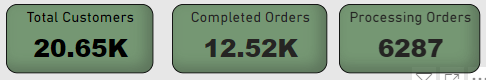 Total Customers
20.65K
Completed Orders
12.52K
Processing Orders
6287